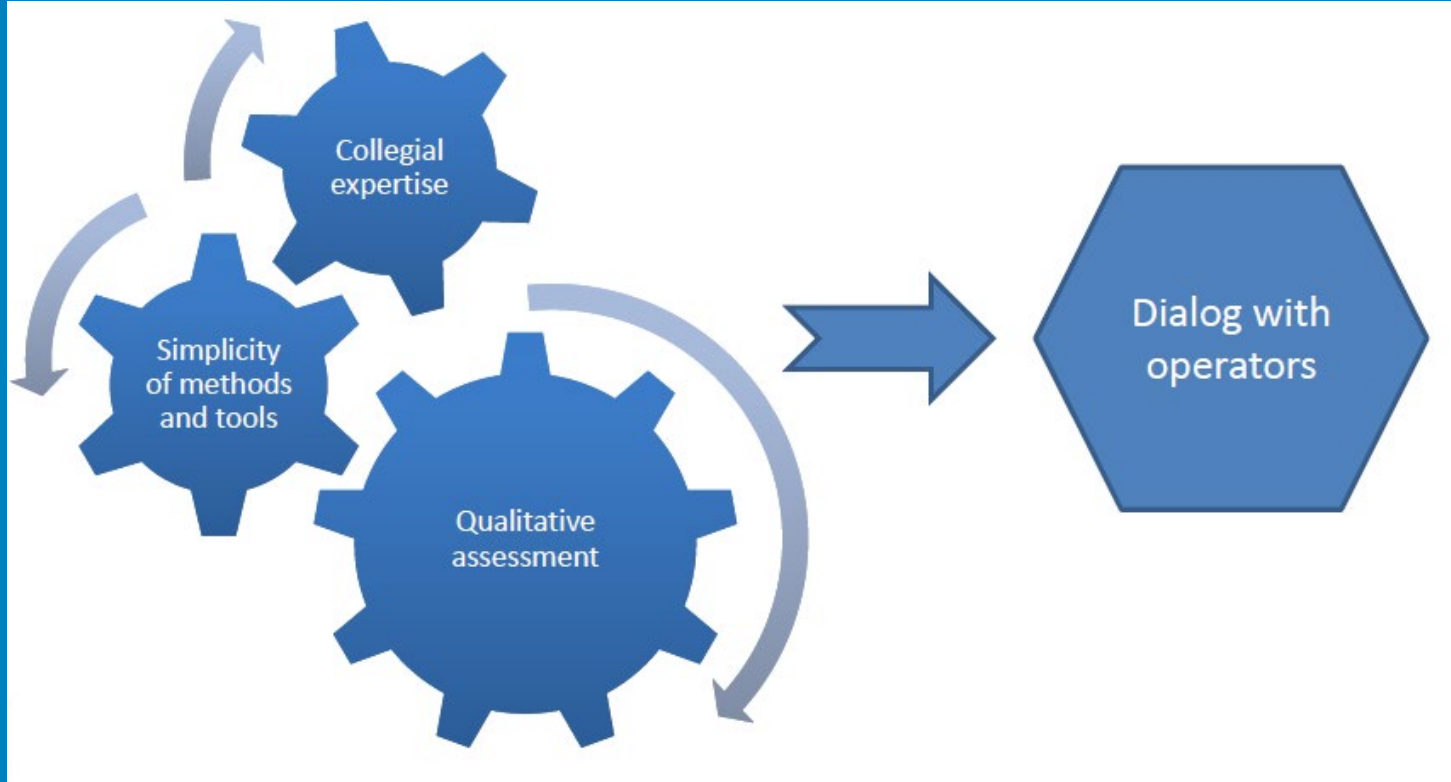 Collegial
expertise
Simplicity
of methods
and tools
Qualitative
assessment
Dialog with
operators